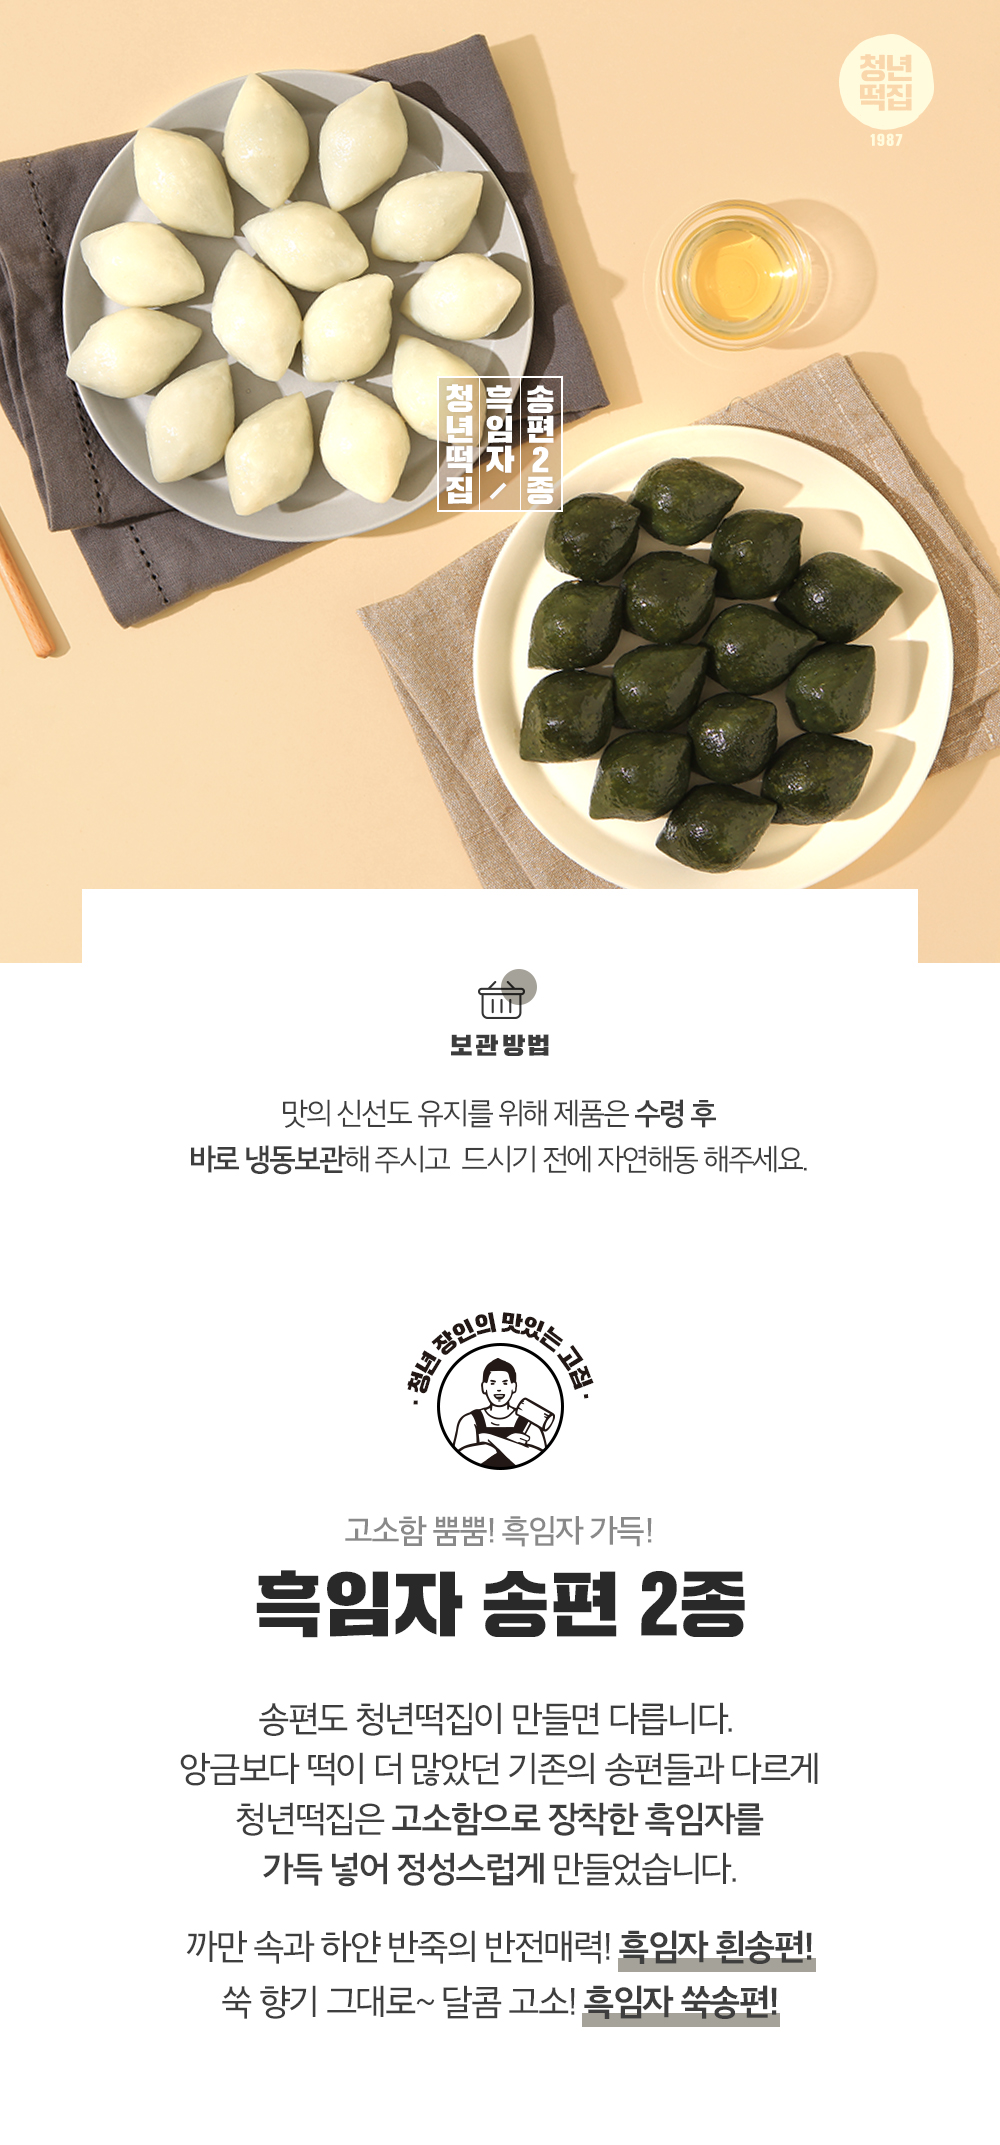 청년
떡집
1987
청년떡집
흑임자
송편2종
보관방법
맛의 신선도 유지를 위해 제품은 수령 후
바로 냉동보관해 주시고 드시기 전에 자연해동 해주세요.
· 청년 장인의 맛있는 고집 ·
고소함 뿜뿜! 흑임자 가득!
흑임자 송편 2종
송편도 청년떡집이 만들면 다릅니다.
앙금보다 떡이 더 많았던 기존의 송편들과 다르게
청년떡집은 고소함으로 장착한 흑임자를
가득 넣어 정성스럽게 만들었습니다.
까만 속과 하얀 반죽의 반전매력! 흑임자 흰송편!
쑥 향기 그대로~ 달콤 고소! 흑임자 쑥송편!